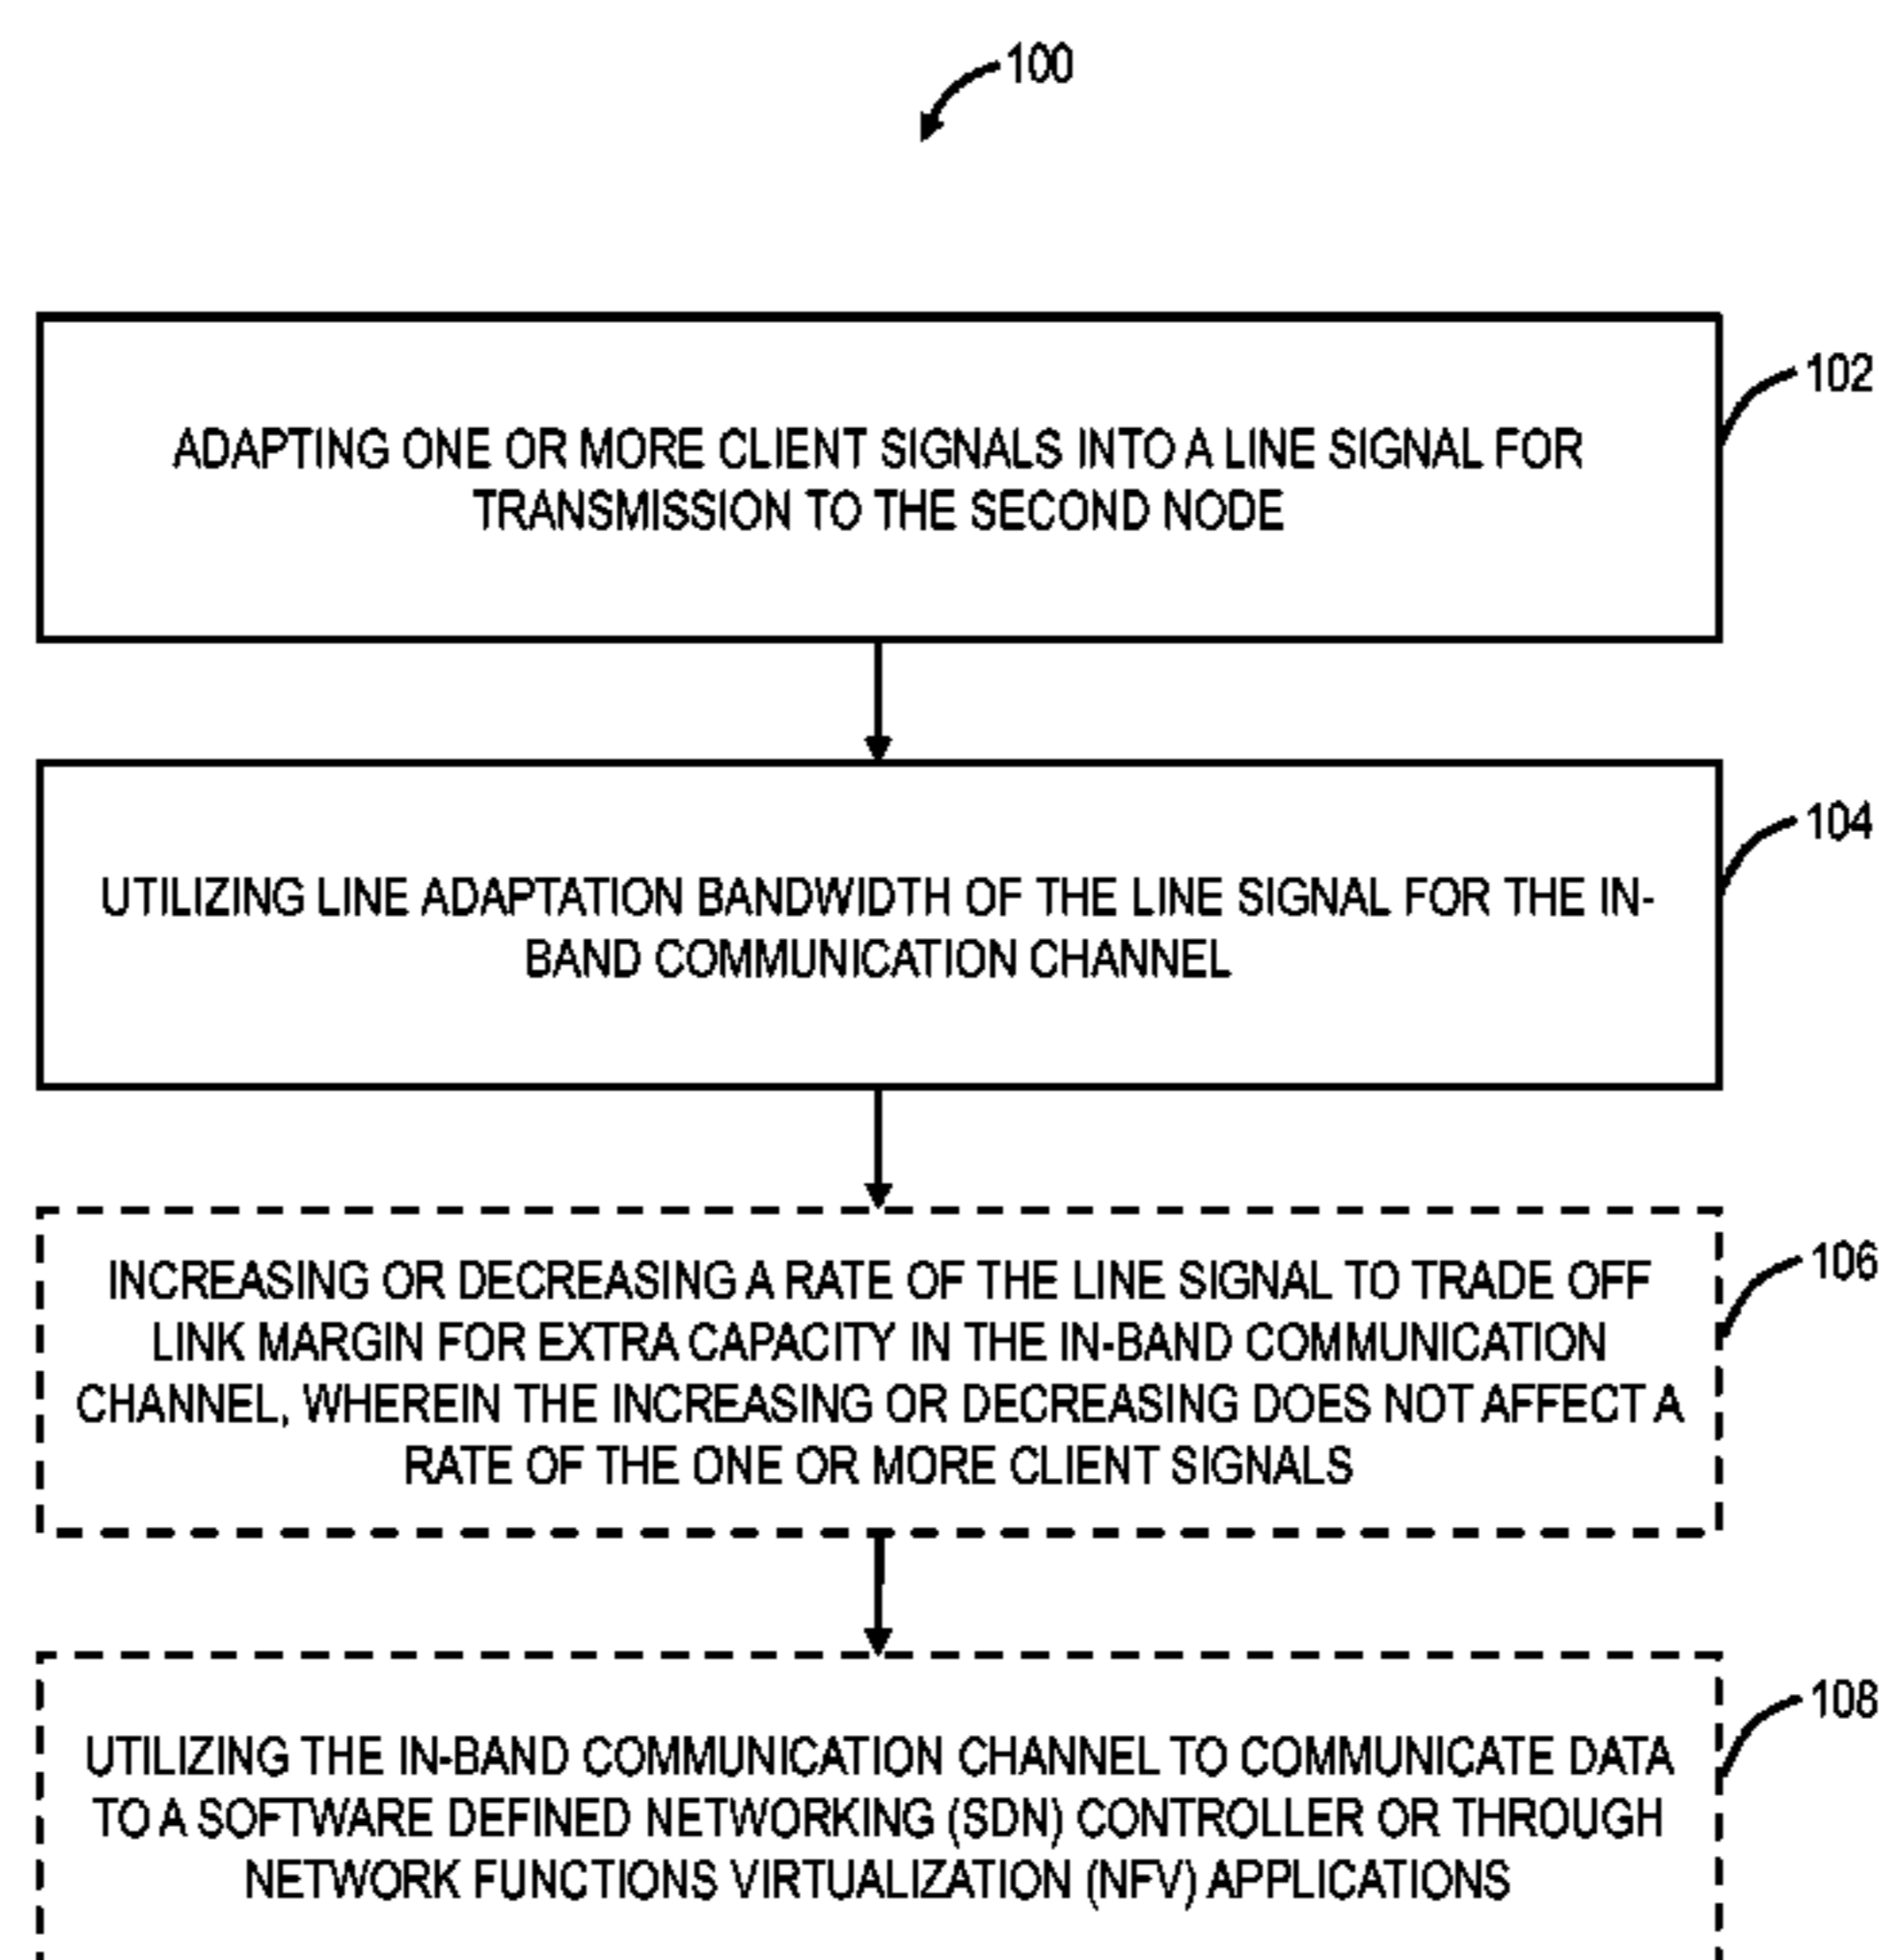 100
102
ADAPTING ONE OR MORE CLIENT SIGNALS INTO A LINE SIGNAL FOR
TRANSMISSION TO THE SECOND NODE
104
UTILIZING LINE ADAPTATION BANDWIDTH OF THE LINE SIGNAL FOR THE IN-
BAND COMMUNICATION CHANNEL
106
INCREASING OR DECREASING A RATE OF THE LINE SIGNAL TO TRADE OFF
LINK MARGIN FOR EXTRA CAPACITY IN THE IN-BAND COMMUNICATION
CHANNEL, WHEREIN THE INCREASING OR DECREASING DOES NOT AFFECT A
RATE OF THE ONE OR MORE CLIENT SIGNALS
108
UTILIZING THE IN-BAND COMMUNICATION CHANNEL TO COMMUNICATE DATA
TO A SOFTWARE DEFINED NETWORKING (SDN) CONTROLLER OR THROUGH
NETWORK FUNCTIONS VIRTUALIZATION (NFV) APPLICATIONS